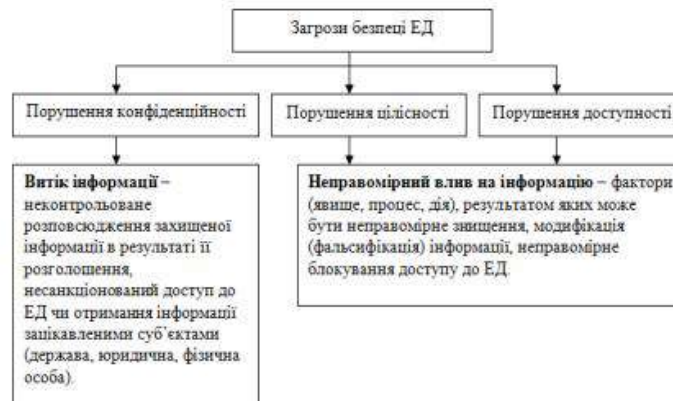 Загрози безпеці ЕД
Порушення конфіденційності
Порушення цілісності
Порушення доступності
Витік інформації –
неконтрольоване
розповсюдження захищеної
інформації в результаті її
розголошення,
несанкціонований доступ до
ЕД чи отримання інформації
зацікавленими суб’єктами
(держава, юридична, фізична
особа).
Неправомірний влив на інформацію – фактори
(явище, процес, дія), результатом яких може
бути неправомірне знищення, модифікація
(фальсифікація) інформації, неправомірне
блокування доступу до ЕД.